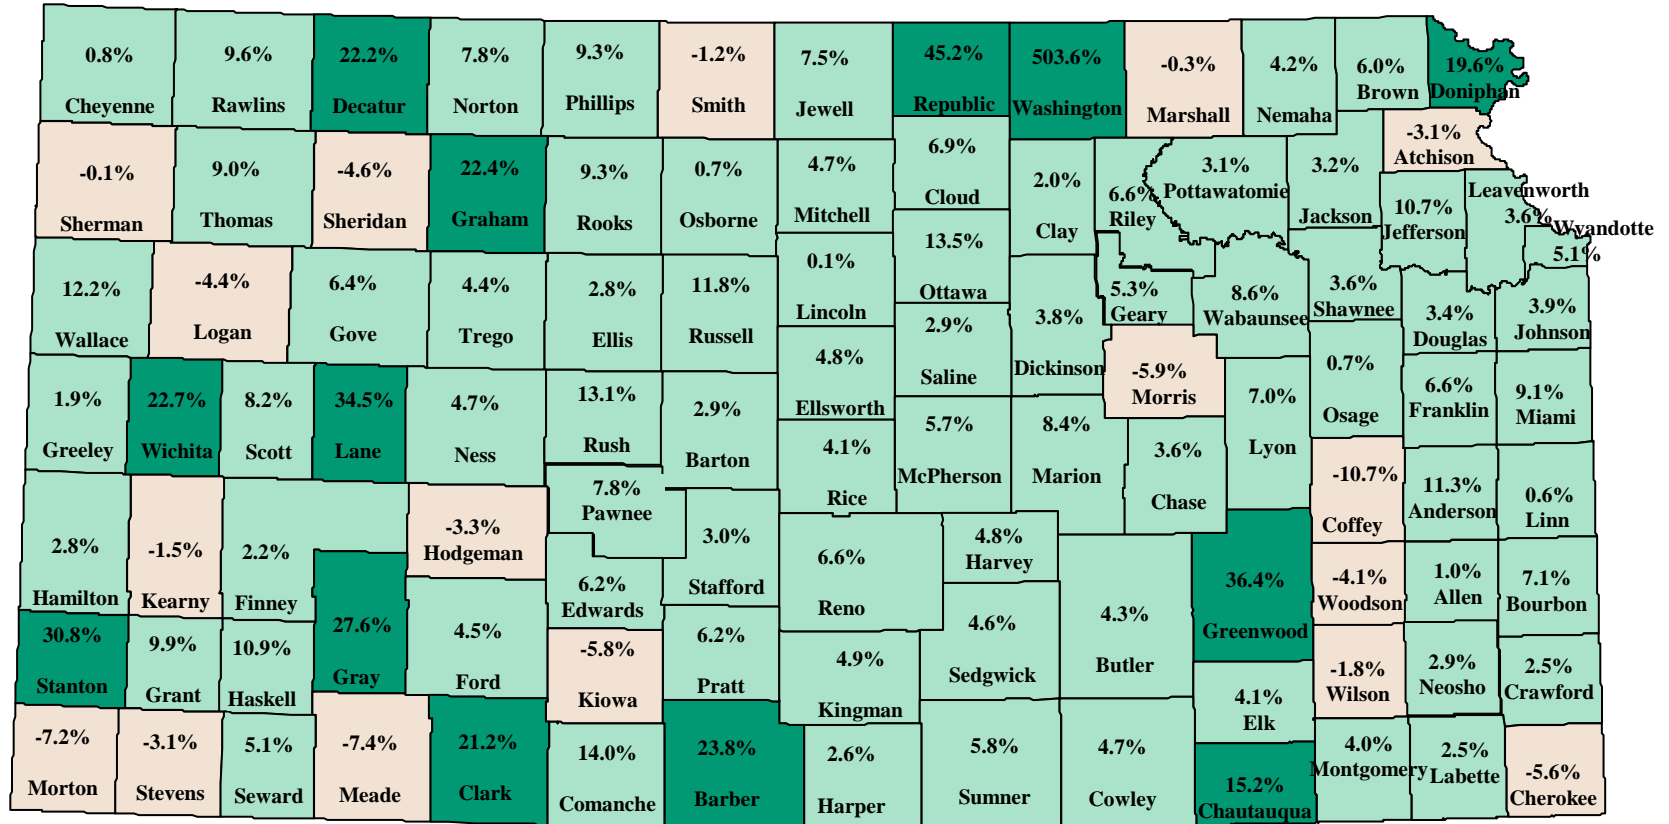 0.8%
Cheyenne
9.6%
Rawlins
22.2%
Decatur
7.8%
Norton
9.3%
Phillips
-1.2%
Smith
7.5%
Jewell
45.2%
Republic
503.6%
Washington
-0.3%
Marshall
4.2%
Nemaha
6.0%
Brown
19.6%
Doniphan
-3.1%
Atchison
-0.1%
Sherman
9.0%
Thomas
-4.6%
Sheridan
22.4%
Graham
9.3%
Rooks
0.7%
Osborne
4.7%
Mitchell
6.9%
Cloud
2.0%
Clay
6.6%
Riley
3.1%
Pottawatomie
3.2%
Jackson
10.7%
Jefferson
Leavenworth
3.6%
Wyandotte
5.1%
12.2%
Wallace
-4.4%
Logan
6.4%
Gove
4.4%
Trego
2.8%
Ellis
11.8%
Russell
0.1%
Lincoln
13.5%
Ottawa
2.9%
Saline
3.8%
Dickinson
5.3%
Geary
8.6%
Wabaunsee
3.6%
Shawnee
3.4%
Douglas
3.9%
Johnson
1.9%
Greeley
22.7%
Wichita
8.2%
Scott
34.5%
Lane
4.7%
Ness
13.1%
Rush
2.9%
Barton
4.8%
Ellsworth
4.1%
Rice
5.7%
McPherson
8.4%
Marion
-5.9%
Morris
3.6%
Chase
7.0%
Lyon
0.7%
Osage
6.6%
Franklin
9.1%
Miami
2.8%
Hamilton
-1.5%
Kearny
2.2%
Finney
-3.3%
Hodgeman
7.8%
Pawnee
6.2%
Edwards
3.0%
Stafford
6.6%
Reno
4.8%
Harvey
4.3%
Butler
36.4%
Greenwood
-10.7%
Coffey
11.3%
Anderson
0.6%
Linn
-4.1%
Woodson
1.0%
Allen
7.1%
Bourbon
30.8%
Stanton
9.9%
Grant
10.9%
Haskell
27.6%
Gray
4.5%
Ford
-5.8%
Kiowa
6.2%
Pratt
4.9%
Kingman
4.6%
Sedgwick
4.1%
Elk
-1.8%
Wilson
2.9%
Neosho
2.5%
Crawford
-7.2%
Morton
-3.1%
Stevens
5.1%
Seward
-7.4%
Meade
21.2%
Clark
14.0%
Comanche
23.8%
Barber
2.6%
Harper
5.8%
Sumner
4.7%
Cowley
15.2%
Chautauqua
4.0%
Montgomery
2.5%
Labette
-5.6%
Cherokee